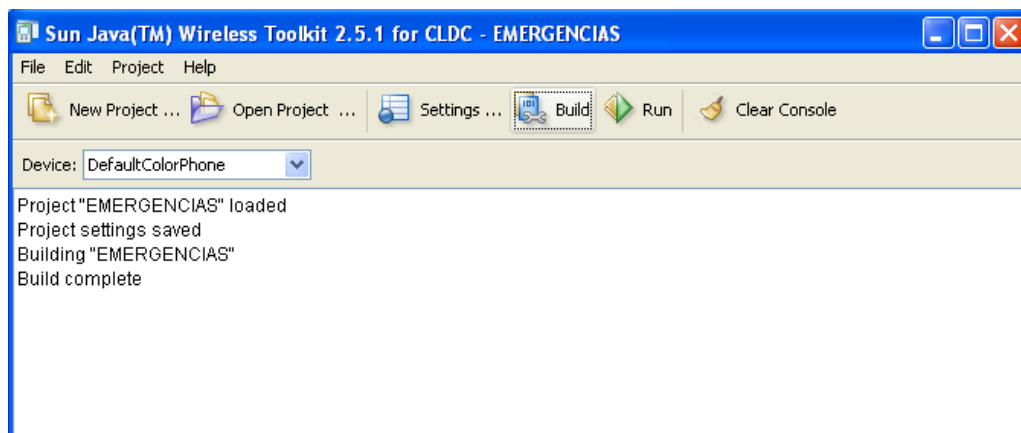 Sun Java(TM) Wireless Toolkit 2.5.1 for CLDC - EMERGENCIAS
File Edit Project Help
New Project ... Open Project ... Settings ... Build Run Clear Console
Device: DefaultColorPhone
Project "EMERGENCIAS" loaded
Project settings saved
Building "EMERGENCIAS"
Build complete